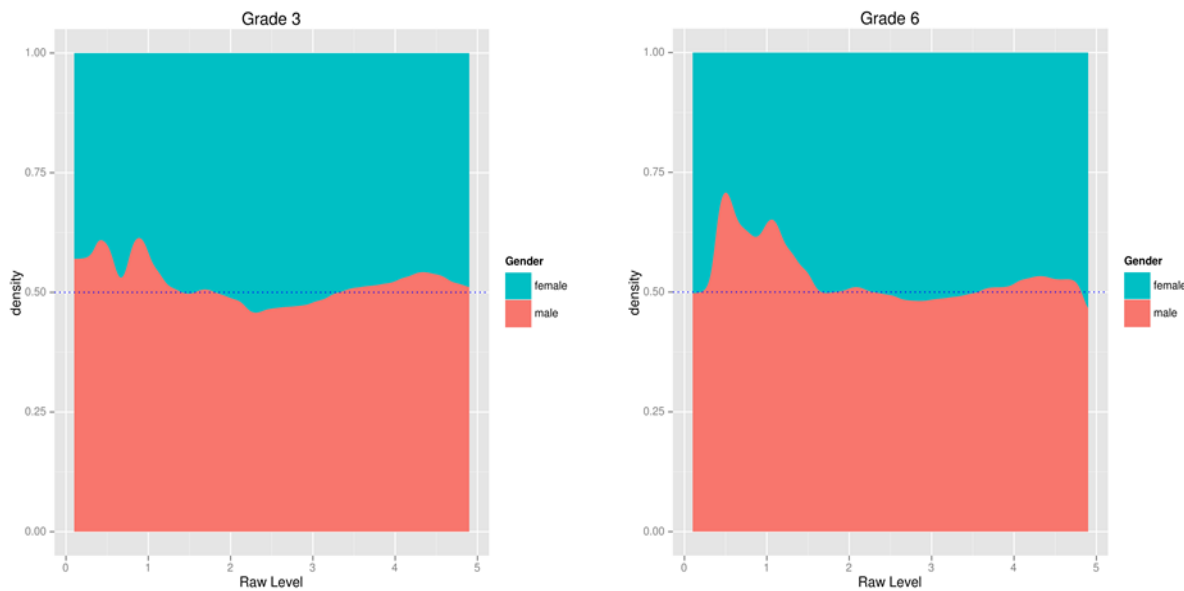 Grade 3
1.00
0.75
0.50
0.25
0.00
density
0 1 2 3 4 5
Raw Level
Gender
female
male
Grade 6
1.00
0.75
0.50
0.25
0.00
density
0 1 2 3 4 5
Raw Level
Gender
female
male